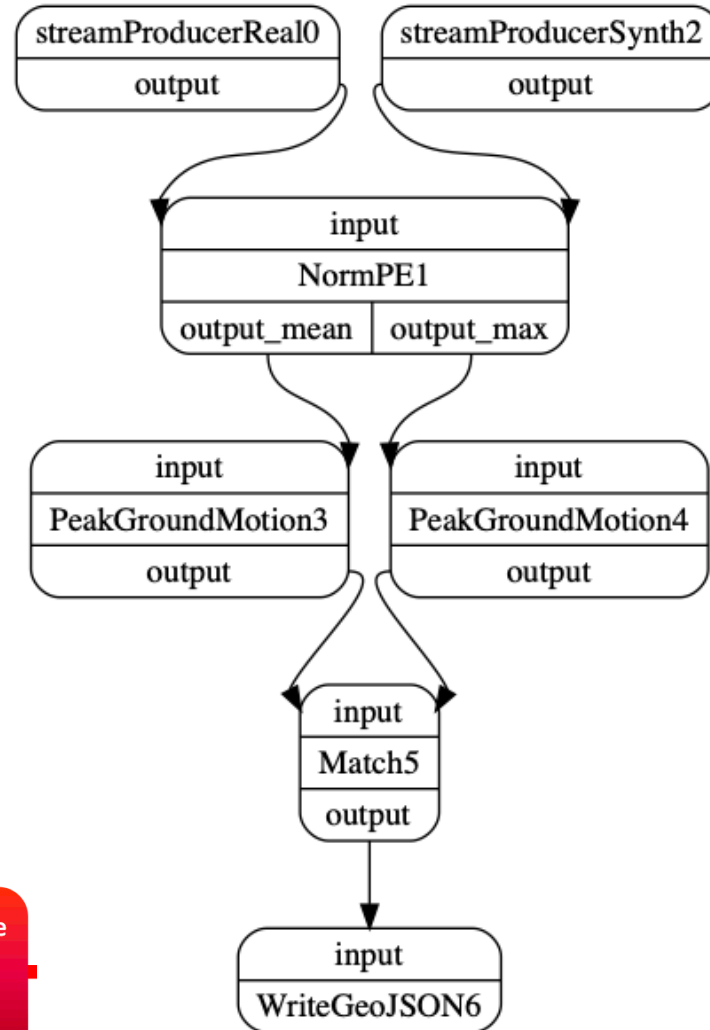 streamProducerReal0
output
streamProducerSynth2
output
input
NormPE1
output_mean
output_max
input
PeakGroundMotion3
output
input
PeakGroundMotion4
output
input
Match5
output
input
WriteGeoJSON6